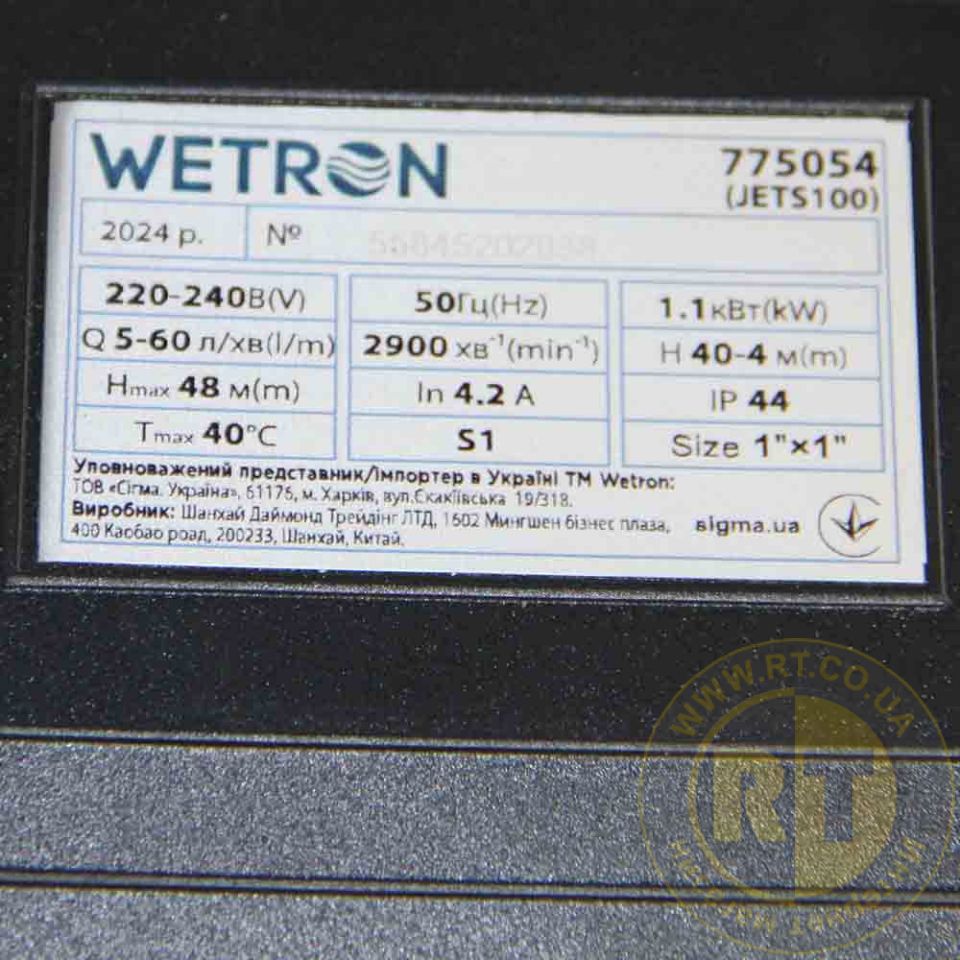 WETRON
775054
(JETS100)
2024 р.
№
220-240В(V)
50Гц(Hz)
1.1кВт(kW)
Q 5-60 л/хв(l/m)
2900 хв⁻¹(min⁻¹)
H 40-4 м(m)
Hmax 48 м(m)
In 4.2 A
IP 44
Tmax 40°C
S1
Size 1"×1"
Уповноважений представник/Імпортер в Україні ТМ Wetron:
ТОВ «Сігма. Україна», 61176, м. Харків, вул.Єкаківська 19/318.
Виробник: Шанхай Даймонд Трейдінг ЛТД, 1602 Мингшен бізнес плаза,
400 Каобао роад, 200233, Шанхай, Китай.
sigma.ua
WWW.RT.CO.UA
RT